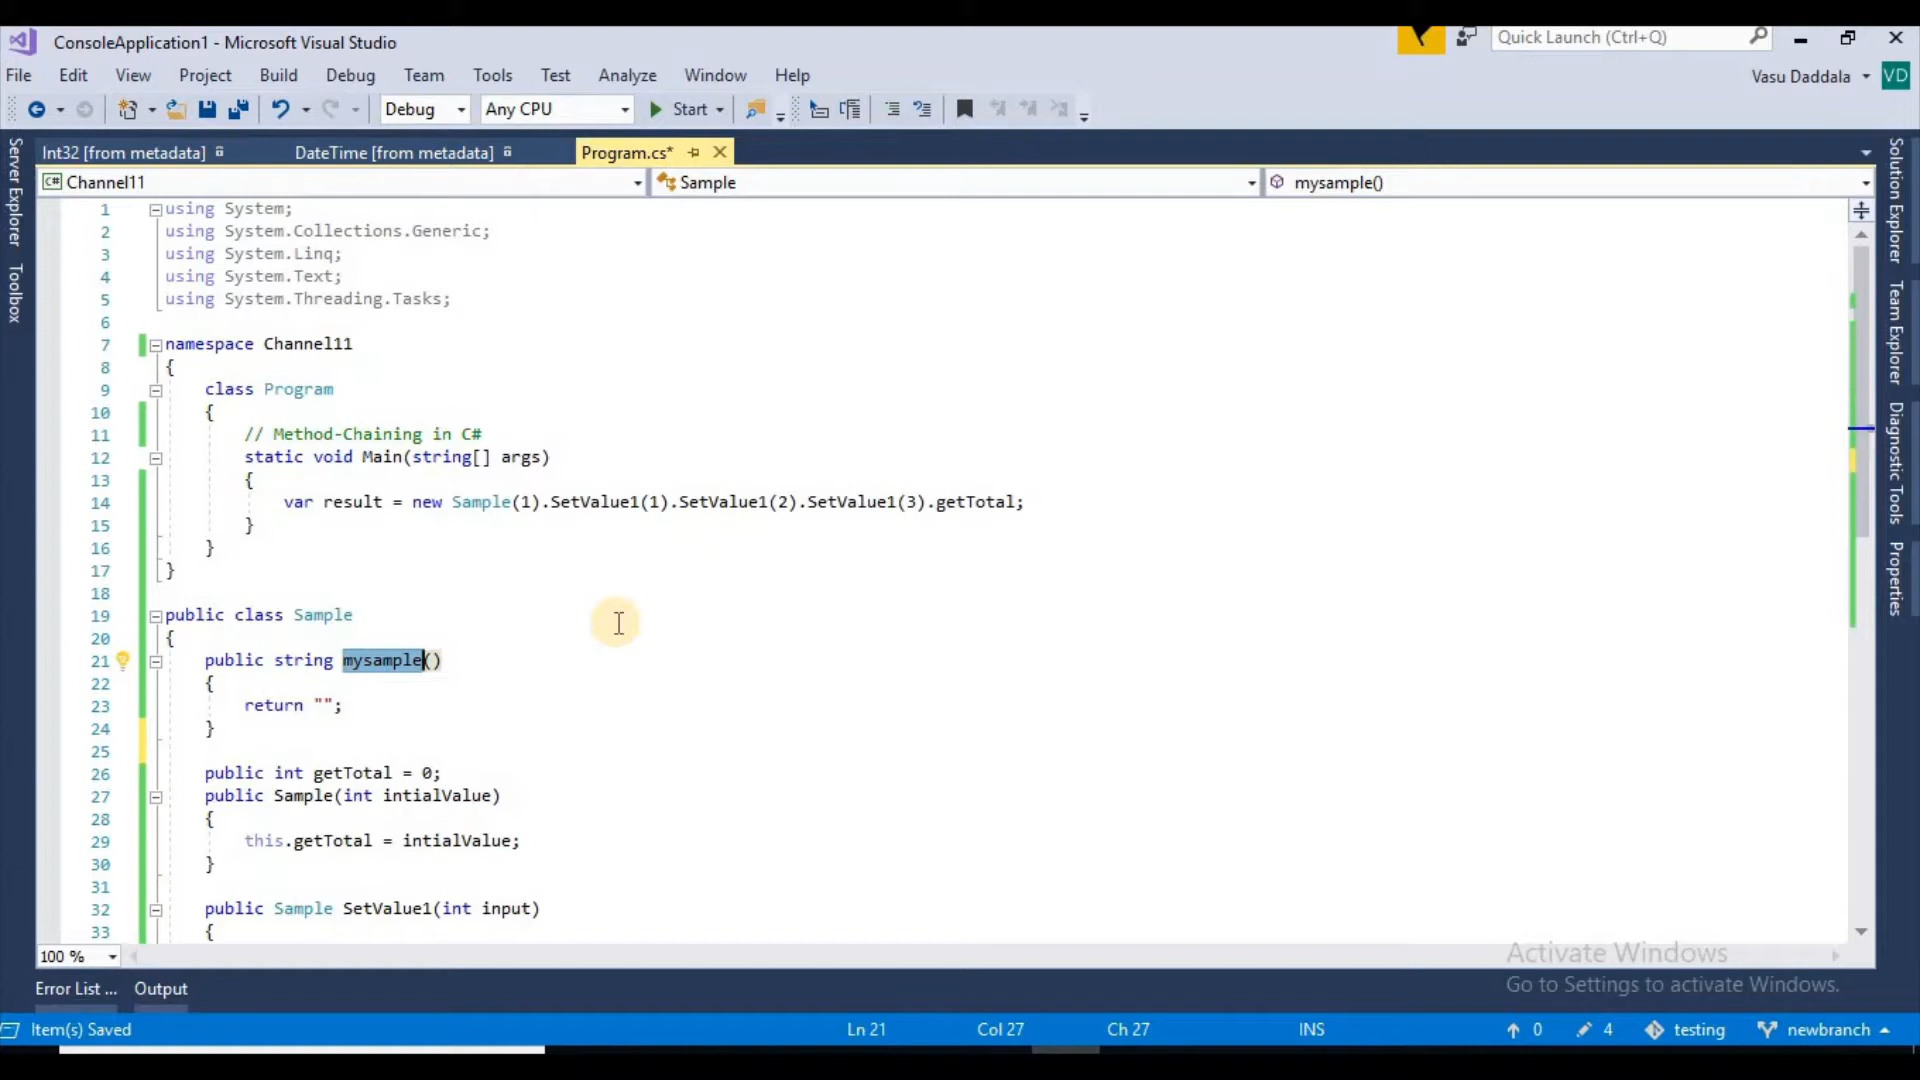 ConsoleApplication1 - Microsoft Visual Studio
Quick Launch (Ctrl+Q)
File Edit View Project Build Debug Team Tools Test Analyze Window Help
Vasu Daddala VD
Debug Any CPU Start
Int32 [from metadata] DateTime [from metadata] Program.cs*
C# Channel11 Sample mysample()
Server Explorer
Toolbox
Solution Explorer
Team Explorer
Diagnostic Tools
Properties
1 using System;
2 using System.Collections.Generic;
3 using System.Linq;
4 using System.Text;
5 using System.Threading.Tasks;
6
7 namespace Channel11
8 {
9 class Program
10 {
11 // Method-Chaining in C#
12 static void Main(string[] args)
13 {
14 var result = new Sample(1).SetValue1(1).SetValue1(2).SetValue1(3).getTotal;
15 }
16 }
17 }
18
19 public class Sample
20 {
21 public string mysample()
22 {
23 return "";
24 }
25
26 public int getTotal = 0;
27 public Sample(int intialValue)
28 {
29 this.getTotal = intialValue;
30 }
31
32 public Sample SetValue1(int input)
33 {
100 %
Activate Windows
Go to Settings to activate Windows.
Error List ... Output
Item(s) Saved Ln 21 Col 27 Ch 27 INS 0 4 testing newbranch